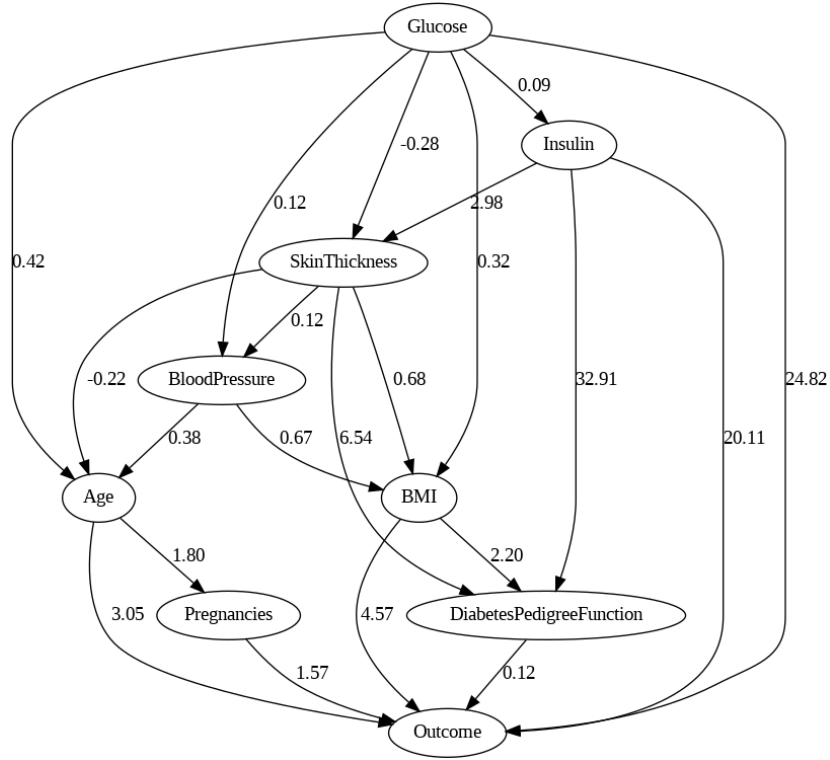 Glucose
0.09
Insulin
-0.28
0.12
2.98
0.42
SkinThickness
0.32
0.12
-0.22
BloodPressure
0.68
32.91
24.82
0.38
0.67
6.54
20.11
Age
BMI
1.80
2.20
3.05
Pregnancies
4.57
DiabetesPedigreeFunction
1.57
0.12
Outcome